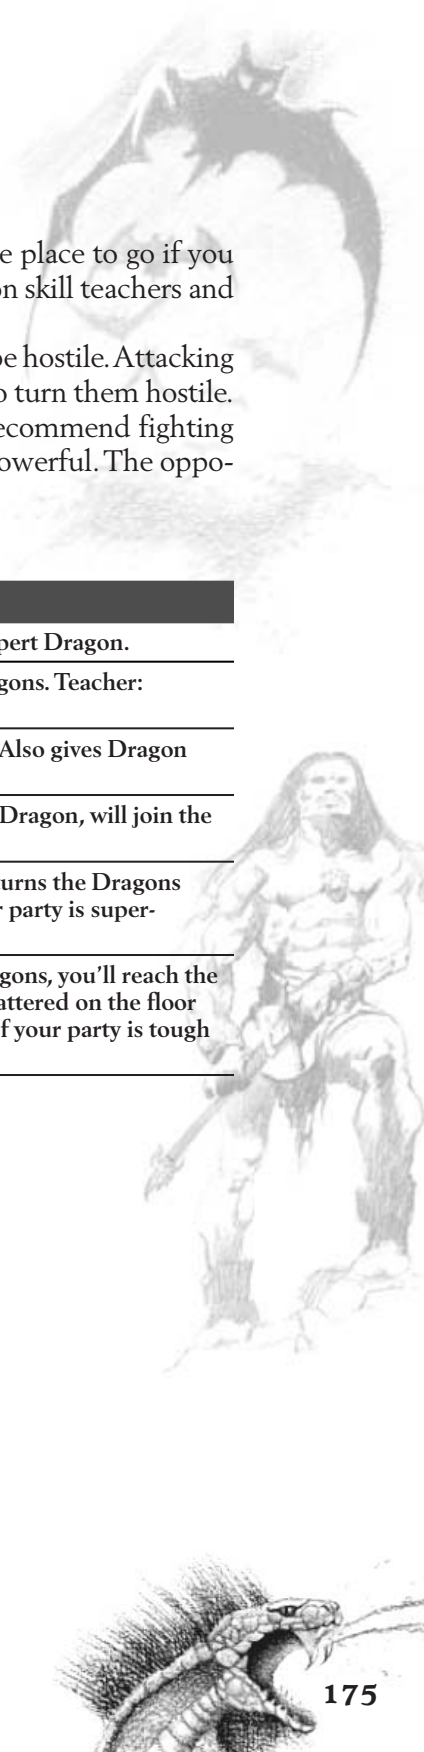 e place to go if you
n skill teachers and
be hostile. Attacking
o turn them hostile.
ecommend fighting
owerful. The oppo-
pert Dragon.
gons. Teacher:
Also gives Dragon
Dragon, will join the
turns the Dragons
r party is super-
gons, you’ll reach the
attered on the floor
f your party is tough
175